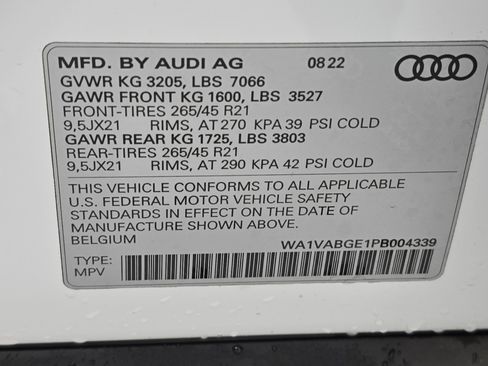 MFD. BY AUDI AG 08 22
GVWR KG 3205, LBS 7066
GAWR FRONT KG 1600, LBS 3527
FRONT-TIRES 265/45 R21
9,5JX21 RIMS, AT 270 KPA 39 PSI COLD
GAWR REAR KG 1725, LBS 3803
REAR-TIRES 265/45 R21
9,5JX21 RIMS, AT 290 KPA 42 PSI COLD
THIS VEHICLE CONFORMS TO ALL APPLICABLE
U.S. FEDERAL MOTOR VEHICLE SAFETY
STANDARDS IN EFFECT ON THE DATE OF
MANUFACTURE SHOWN ABOVE.
BELGIUM WA1VABGE1PB004339
TYPE:
MPV